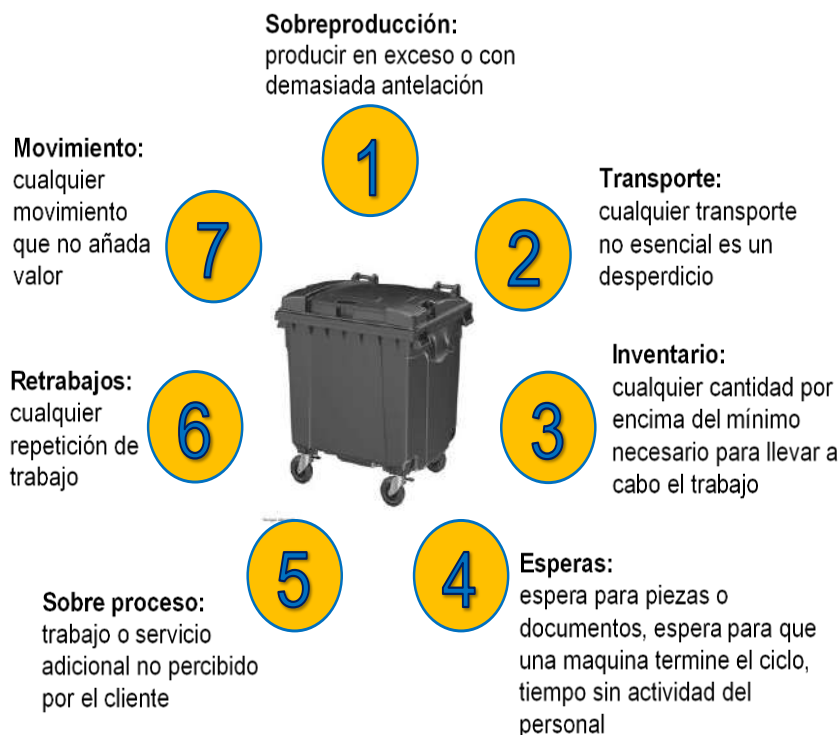 Sobreproducción:
producir en exceso o con
demasiada antelación
1
Transporte:
cualquier transporte
no esencial es un
desperdicio
2
Inventario:
cualquier cantidad por
encima del mínimo
necesario para llevar a
cabo el trabajo
3
Esperas:
espera para piezas o
documentos, espera para que
una maquina termine el ciclo,
tiempo sin actividad del
personal
4
Sobre proceso:
trabajo o servicio
adicional no percibido
por el cliente
5
Retrabajos:
cualquier
repetición de
trabajo
6
Movimiento:
cualquier
movimiento
que no añada
valor
7